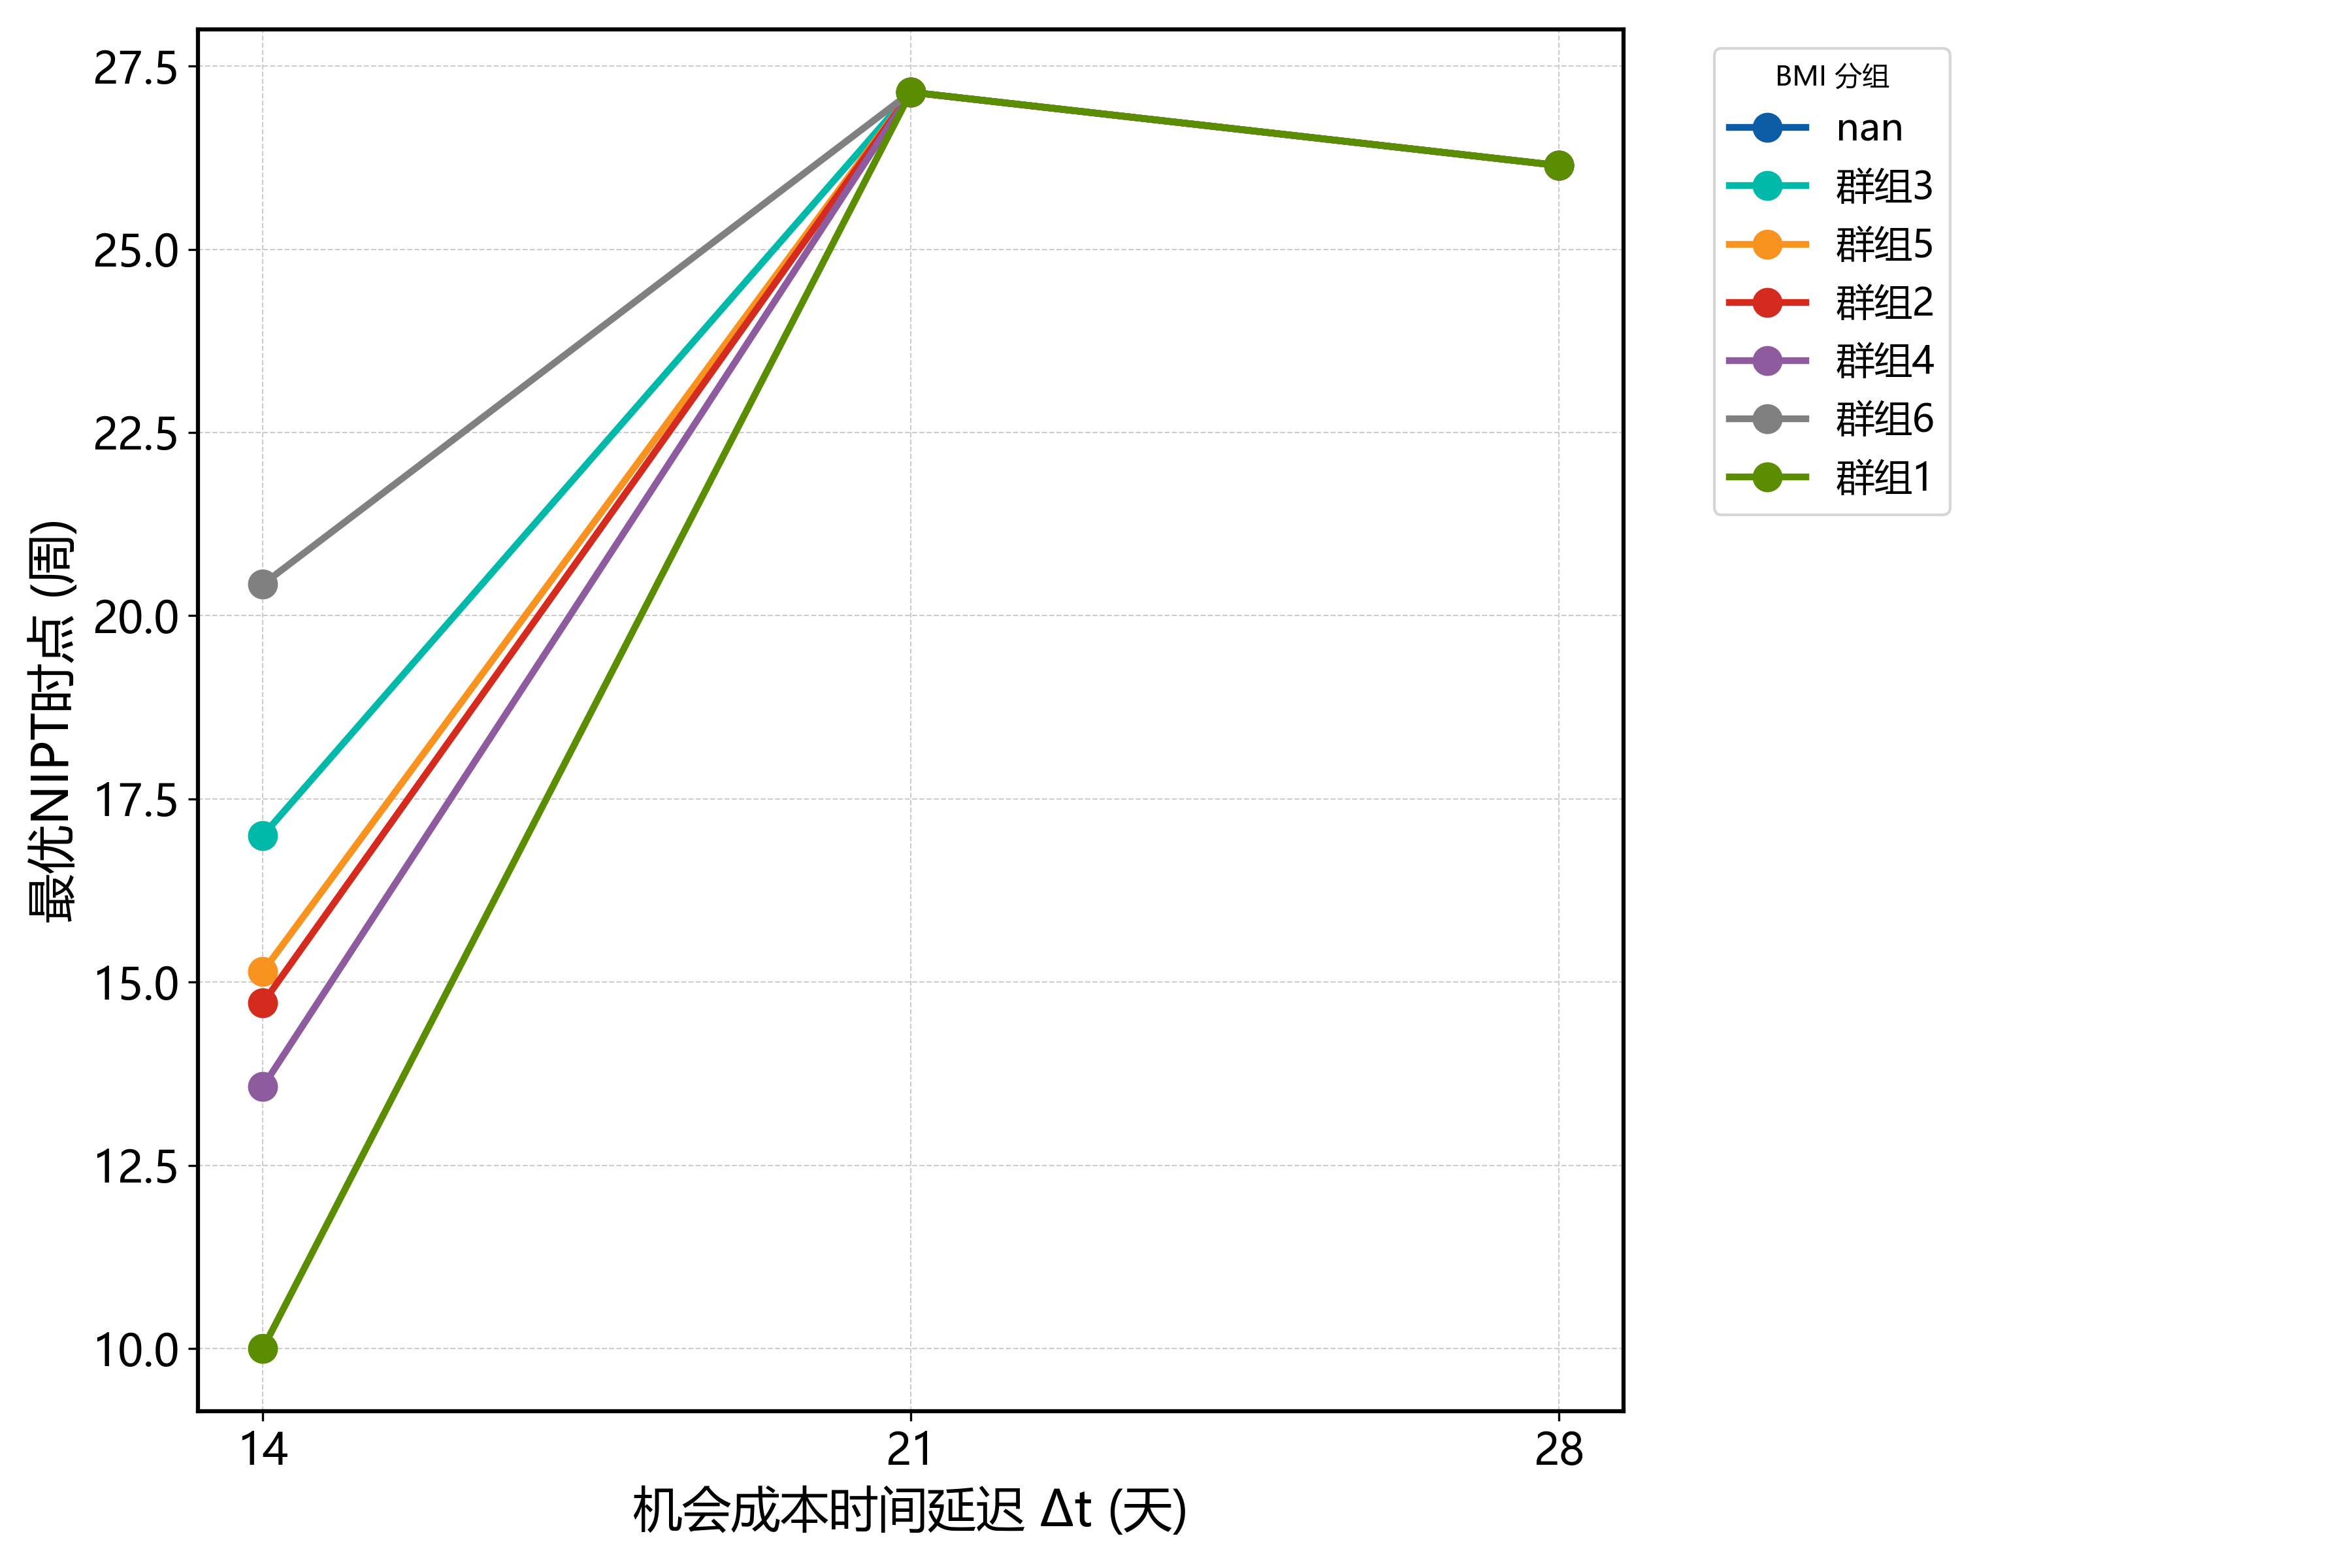 27.5
25.0
22.5
20.0
17.5
15.0
12.5
10.0
最优NIPT时点 (周)
14
21
28
机会成本时间延迟 Δt (天)
BMI 分组
nan
群组3
群组5
群组2
群组4
群组6
群组1